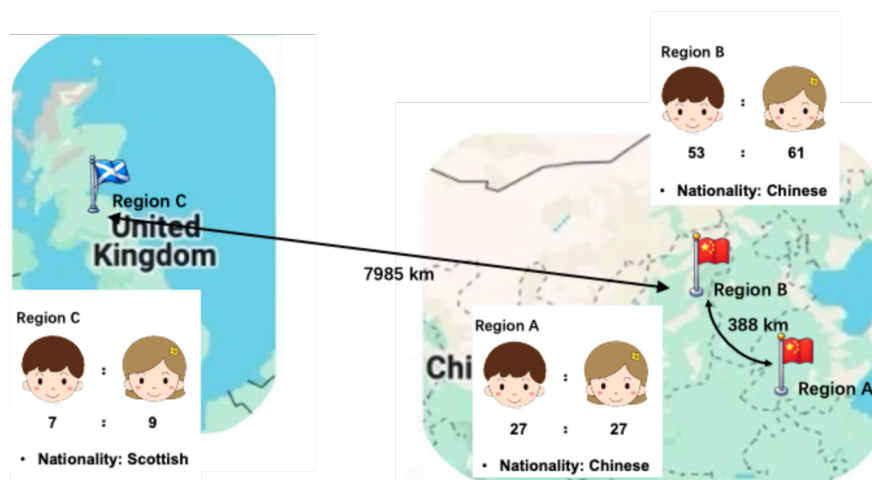 Region B
:
53 : 61
• Nationality: Chinese
Region C
United
Kingdom
7985 km
Region B
388 km
Region A
Region C
:
7 : 9
• Nationality: Scottish
Chi
Region A
:
27 : 27
• Nationality: Chinese